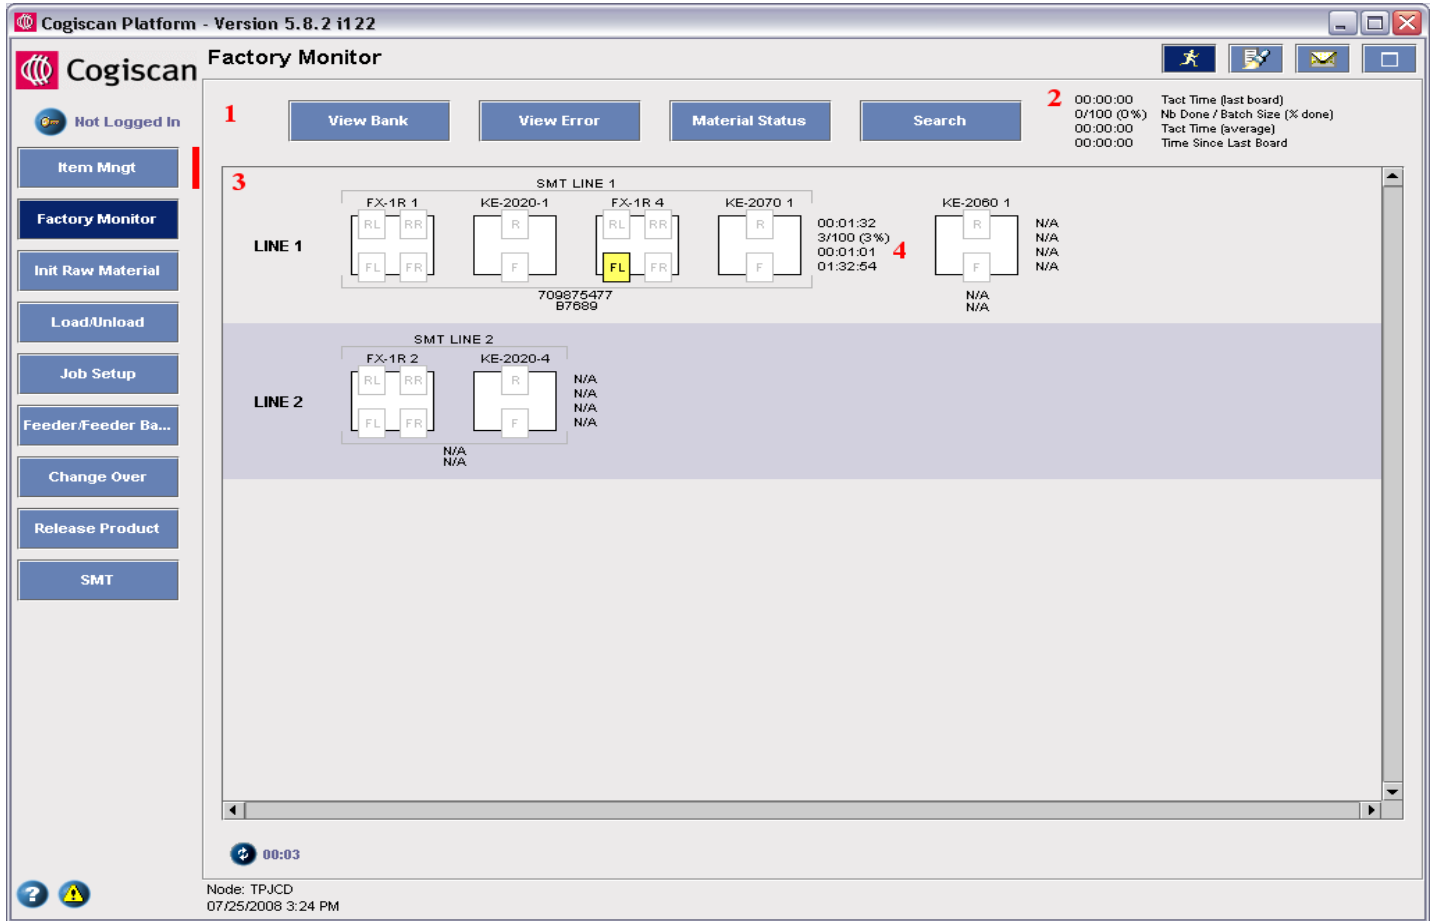 Cogiscan Platform - Version 5.8.2 i122
Cogiscan
Not Logged In
Item Mngt
Factory Monitor
Init Raw Material
Load/Unload
Job Setup
Feeder/Feeder Ba...
Change Over
Release Product
SMT
Factory Monitor
1
View Bank
View Error
Material Status
Search
2
00:00:00 Tact Time (last board)
0/100 (0%) Nb Done / Batch Size (% done)
00:00:00 Tact Time (average)
00:00:00 Time Since Last Board
3
SMT LINE 1
FX-1R 1 KE-2020-1 FX-1R 4 KE-2070 1 KE-2060 1
RL RR R RL RR R R
LINE 1
FL FR F FL FR F F
00:01:32
3/100 (3%)
00:01:01
01:32:54
4
N/A
N/A
N/A
N/A
709875477
B7689
N/A
N/A
SMT LINE 2
FX-1R 2 KE-2020-4
RL RR R
LINE 2
FL FR F
N/A
N/A
N/A
N/A
N/A
N/A
00:03
Node: TPJCD
07/25/2008 3:24 PM